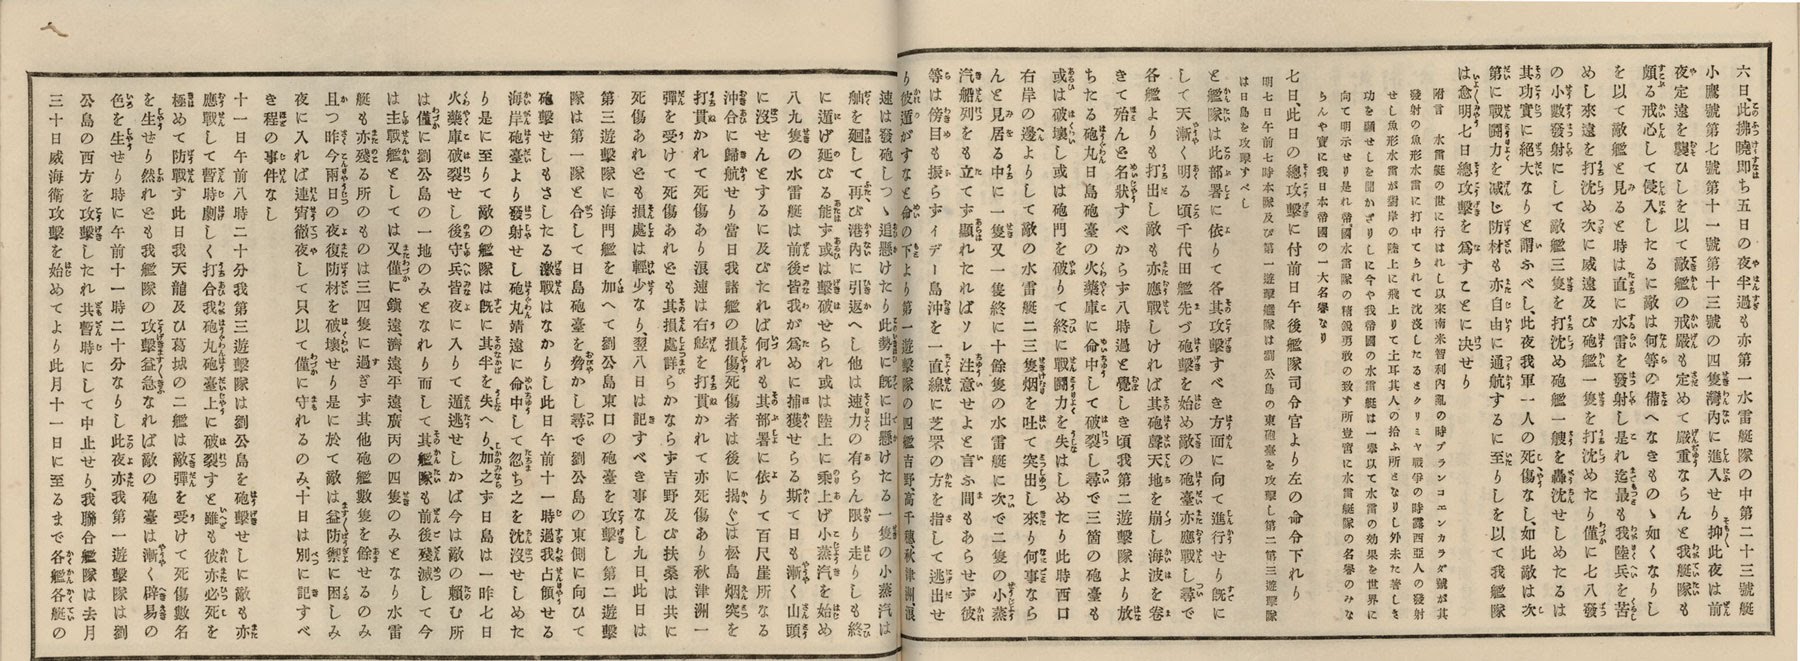 六日、此拂曉即ち五日の夜半過も亦第一水雷艇隊の中第二十三號艇
小鷹號第七號第十一號第十三號の四隻灣內に進入せり抑此夜は前
夜定遠を襲ひしを以て敵艦の戒嚴も定めて嚴重ならんと我艇隊も
頗る戒心して侵入したるに敵は何等の備へなきものゝ如くなりし
を以て敵艦と見ると時は直に水雷を發射し是れ迄最も我陸兵を苦
めし來遠を打沈め次に威遠及び砲艦一隻を打沈めたり僅に七八發
の小數發射にして敵艦三隻を打沈め砲艦一艘を轟沈せしめたるは
其功實に絕大なりと謂ふべし、此夜我軍一人の死傷なし、如此敵は次
第に戰鬪力を減じ防材も亦自由に通航するに至りしを以て我艦隊
は愈明七日總攻擊を爲すことに決せり
附言　水雷艇の世に行はれし以來南米智利內亂の時ブランコエンカラダ號が其
發射の魚形水雷に打中てられて沈沒したるとクリミヤ戰爭の時露西亞人の發射
せし魚形水雷が對岸の陸上に飛上りて土耳其人の拾ふ所となりし外未た著しき
功を顯せしを聞かざりしに今や我帝國の水雷艇は一擧以て水雷の効果を世界に
向て明示せり是れ帝國水雷隊の精銳勇敢の致す所豈啻に水雷艇隊の名譽のみな
らんや實に我日本帝國の一大名譽なり
七日、此日の總攻擊に付前日午後艦隊司令官より左の命令下れり
明七日午前七時本隊及び第一遊擊艦隊は劉公島の東砲臺を攻擊し第二第三遊擊隊
は日島を攻擊すべし
と艦隊は此部署に依りて各其攻擊すべき方面に向て進行せり既に
して天漸く明る頃千代田艦先づ砲擊を始め敵の砲臺亦應戰し尋で
各艦よりも打出し敵も亦應戰しければ其砲聲天地を崩し海波を卷
きて殆んど名狀すべからず八時過と覺しき頃我第二遊擊隊より放
ちたる砲丸日島砲臺の火藥庫に命中して破裂し尋で三箇の砲臺も
或は破壞し或は砲門を破りて終に戰鬪力を失はしめたり此時西口
右岸の邊よりして敵の水雷艇二三隻烟を吐て突出し來り何事なら
んと見居る中に一隻又一隻終に十餘隻の水雷艇に次で二隻の小蒸
汽船列をも立てず顯れたればソレ注意せよと言ふ間もあらせず彼
等は傍目も振らずイデー島沖を一直線に芝罘の方を指して逃出せ
り彼逃がすなと命の下より第一遊擊隊の四艦吉野高千穗秋津洲浪
速は發砲しつゝ追懸けたり此勢に既に出懸けたる一隻の小蒸汽は
舳を廻して再び港內に引返へし他は速力の有らん限り走りしも終
に逃げ延びる能ず或は擊破せられ或は陸上に乘上げ小蒸汽を始め
八九隻の水雷艇は前後皆我が爲めに捕獲せらる斯て日も漸く山頭
に沒せんとするに及びたれば何れも其部署に依りて百尺崖所なる
沖合に歸航せり當日我諸艦の損傷死傷者は後に揭ぐは松島烟突を
打貫かれて死傷あり浪速は右舷を打貫かれて亦死傷あり秋津洲一
彈を受けて死傷あれども其損處詳らかならず吉野及び扶桑は共に
死傷あれども損處は輕少なり、翌八日は記すべき事なし九日、此日は
第三遊擊隊に海門艦を加へて劉公島東口の砲臺を攻擊し第二遊擊
隊は第一隊と合して日島砲臺を脅かし尋で劉公島の東側に向ひて
砲擊せしもさしたる激戰はなかりし此日午前十一時過我占領せる
海岸砲臺より發射せし砲丸靖遠に命中して忽ち之を沈沒せしめた
り是に至りて敵の艦隊は既に其半を失へり加之ず日島は一昨七日
火藥庫破裂せし後守兵皆夜に入りて逃せしかば今は敵の賴む所
は僅に劉公島の一地のみとなれり而して其艦隊も前後殘滅して今
は主戰艦としては又僅に鎭遠濟遠、平遠、廣丙の四隻のみとなり水雷
艇も亦殘る所のものは三四隻に過ぎず其他砲艦數隻を餘せるのみ
且つ昨今兩日の夜復防材を破壞せり是に於て敵は益防禦に困しみ
夜に入れば連宵徹夜して只以て僅に守れるのみ、十日は別に記すべ
き程の事件なし
十一日午前八時二十分我第三遊擊隊は劉公島を砲擊せしに敵も亦
應戰して暫時劇しく打合我砲丸砲臺上に破裂すと雖も彼亦必死を
極めて防戰す此日我天龍及び葛城の二艦は敵彈を受けて死傷數名
を生せり然れども我艦隊の攻擊益急なれば敵の砲臺は漸く辟易の
色を生せり時に午前十一時二十分なりし此夜亦我第一遊擊隊は劉
公島の西方を攻擊したれ共暫時にして中止せり、我聯合艦隊は去月
三十日威海衛攻擊を始めてより此月十一日に至るまで各艦各艇の